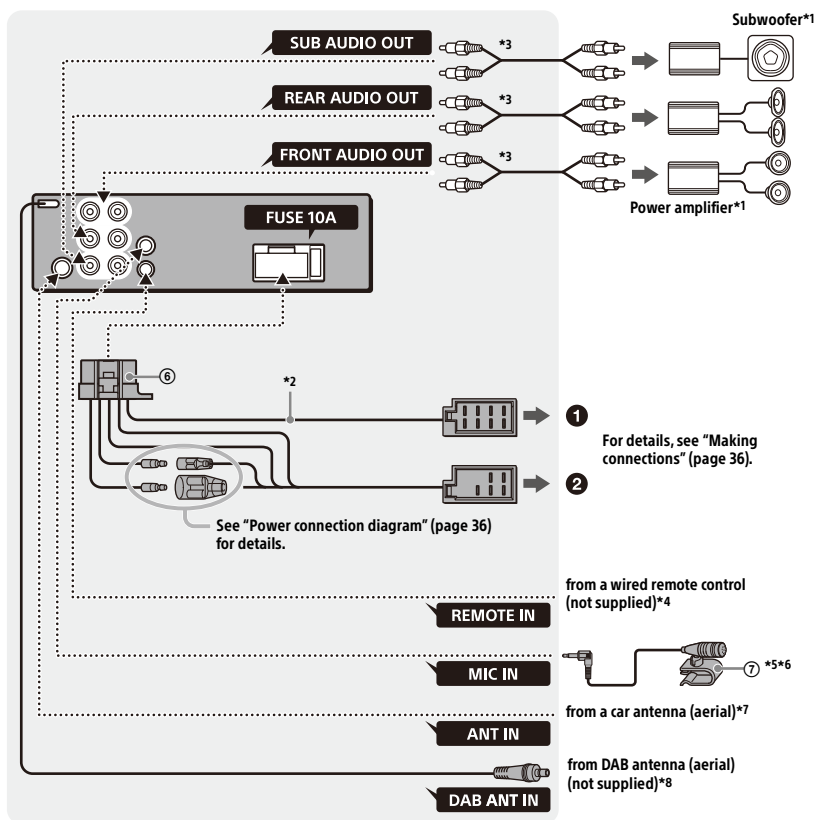 Subwoofer*1
SUB AUDIO OUT
*3
REAR AUDIO OUT
*3
FRONT AUDIO OUT
*3
Power amplifier*1
FUSE 10A
⑥
*2
❶
For details, see “Making
connections” (page 36).
❷
See “Power connection diagram” (page 36)
for details.
from a wired remote control
(not supplied)*4
REMOTE IN
MIC IN
⑦ *5*6
from a car antenna (aerial)*7
ANT IN
from DAB antenna (aerial)
(not supplied)*8
DAB ANT IN